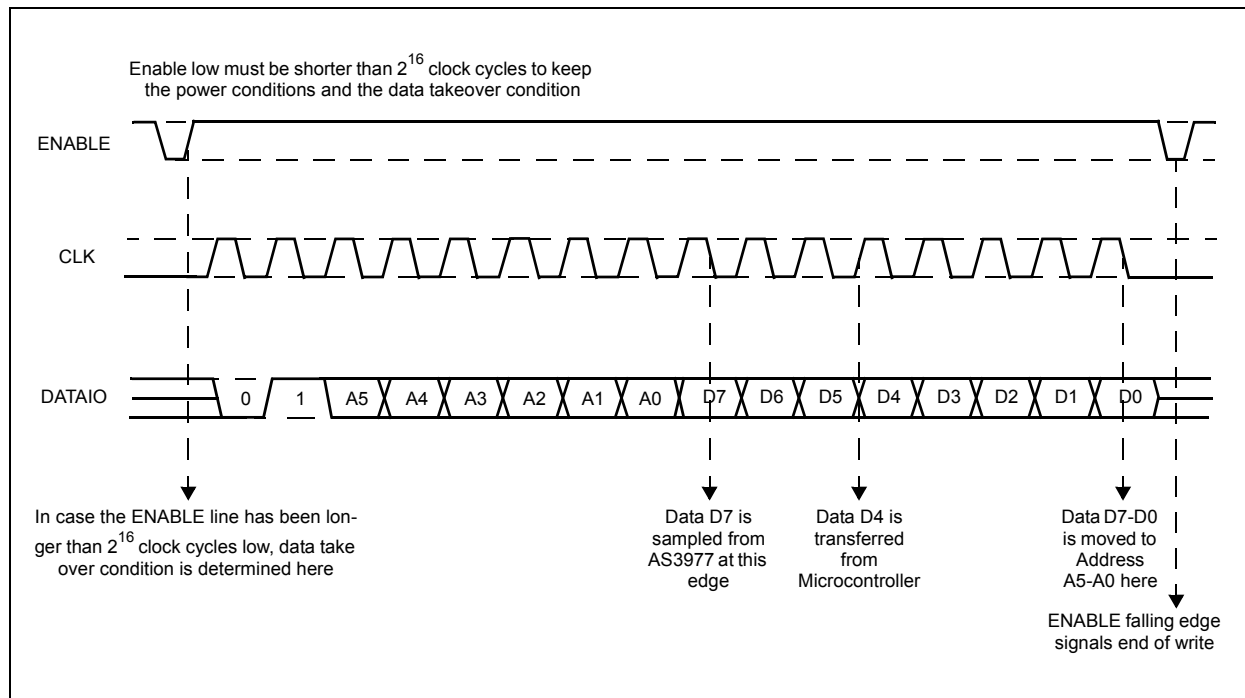 Enable low must be shorter than 2^16 clock cycles to keep
the power conditions and the data takeover condition
ENABLE
CLK
DATAIO
0 1 A5 A4 A3 A2 A1 A0 D7 D6 D5 D4 D3 D2 D1 D0
In case the ENABLE line has been lon-
ger than 2^16 clock cycles low, data take
over condition is determined here
Data D7 is
sampled from
AS3977 at this
edge
Data D4 is
transferred
from
Microcontroller
Data D7-D0
is moved to
Address
A5-A0 here
ENABLE falling edge
signals end of write